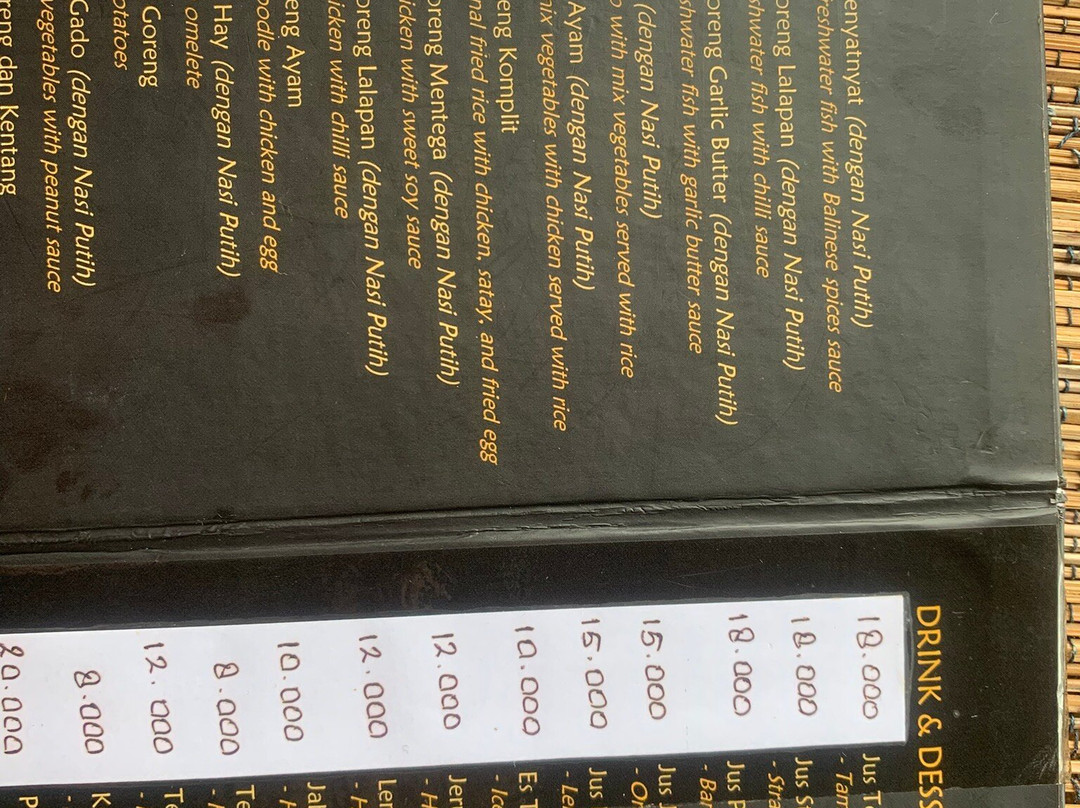 enyatnyat (dengan Nasi Putih)
reshwater fish with Balinese spices sauce
oreng Lalapan (dengan Nasi Putih)
shwater fish with chilli sauce
oreng Garlic Butter (dengan Nasi Putih)
shwater fish with garlic butter sauce
(dengan Nasi Putih)
with mix vegetables served with rice
Ayam (dengan Nasi Putih)
ix vegetables with chicken served with rice
eng Komplit
nal fried rice with chicken, satay, and fried egg
oreng Mentega (dengan Nasi Putih)
icken with sweet soy sauce
oreng Lalapan (dengan Nasi Putih)
icken with chilli sauce
eng Ayam
oodle with chicken and egg
Hay (dengan Nasi Putih)
omelete
Goreng
otatoes
Gado (dengan Nasi Putih)
vegetables with peanut sauce
reng dan Kentang
DRINK & DESS
18.000 Jus T
- Tam
18.000 Jus S
- Stra
18.000 Jus P
- Ban
15.000 Jus
- Or
15.000 Jus
- Le
10.000 Es T
- Ic
12.000 Jer
- H
12.000 Ler
- H
10.000 Jal
- H
8.000 Te
12.000 Te
8.000 K
20.000 P